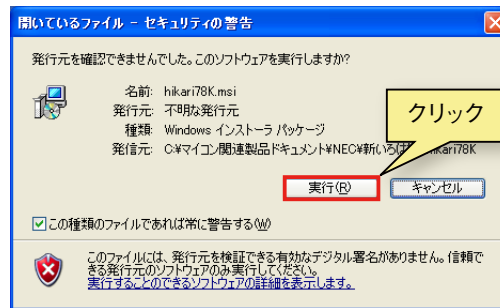 開いているファイル - セキュリティの警告
発行元を確認できませんでした。このソフトウェアを実行しますか?
名前: hikari78K.msi
発行元: 不明な発行元
種類: Windows インストーラ パッケージ
発信元: C:¥マイコン関連製品ドキュメント¥NEC¥新いろは hikari78K
クリック
実行(R)
キャンセル
この種類のファイルであれば常に警告する(W)
このファイルには、発行元を検証できる有効なデジタル署名がありません。信頼で
きる発行元のソフトウェアのみ実行してください。
実行することのできるソフトウェアの詳細を表示します。